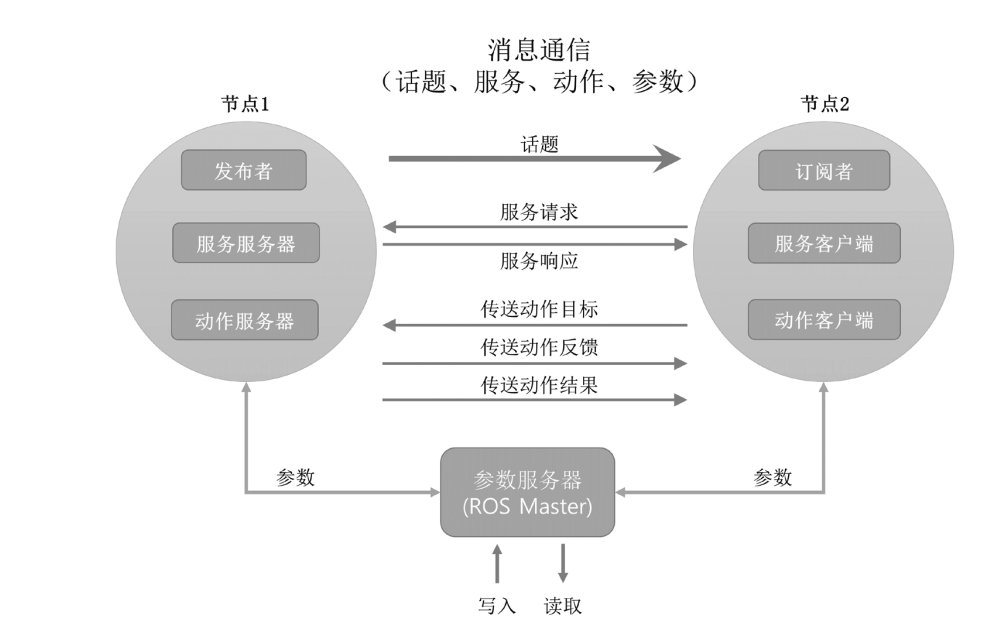 消息通信
（话题、服务、动作、参数）
节点1
节点2
发布者
话题
订阅者
服务请求
服务服务器
服务客户端
服务响应
传送动作目标
动作服务器
动作客户端
传送动作反馈
传送动作结果
参数
参数服务器
(ROS Master)
参数
写入
读取